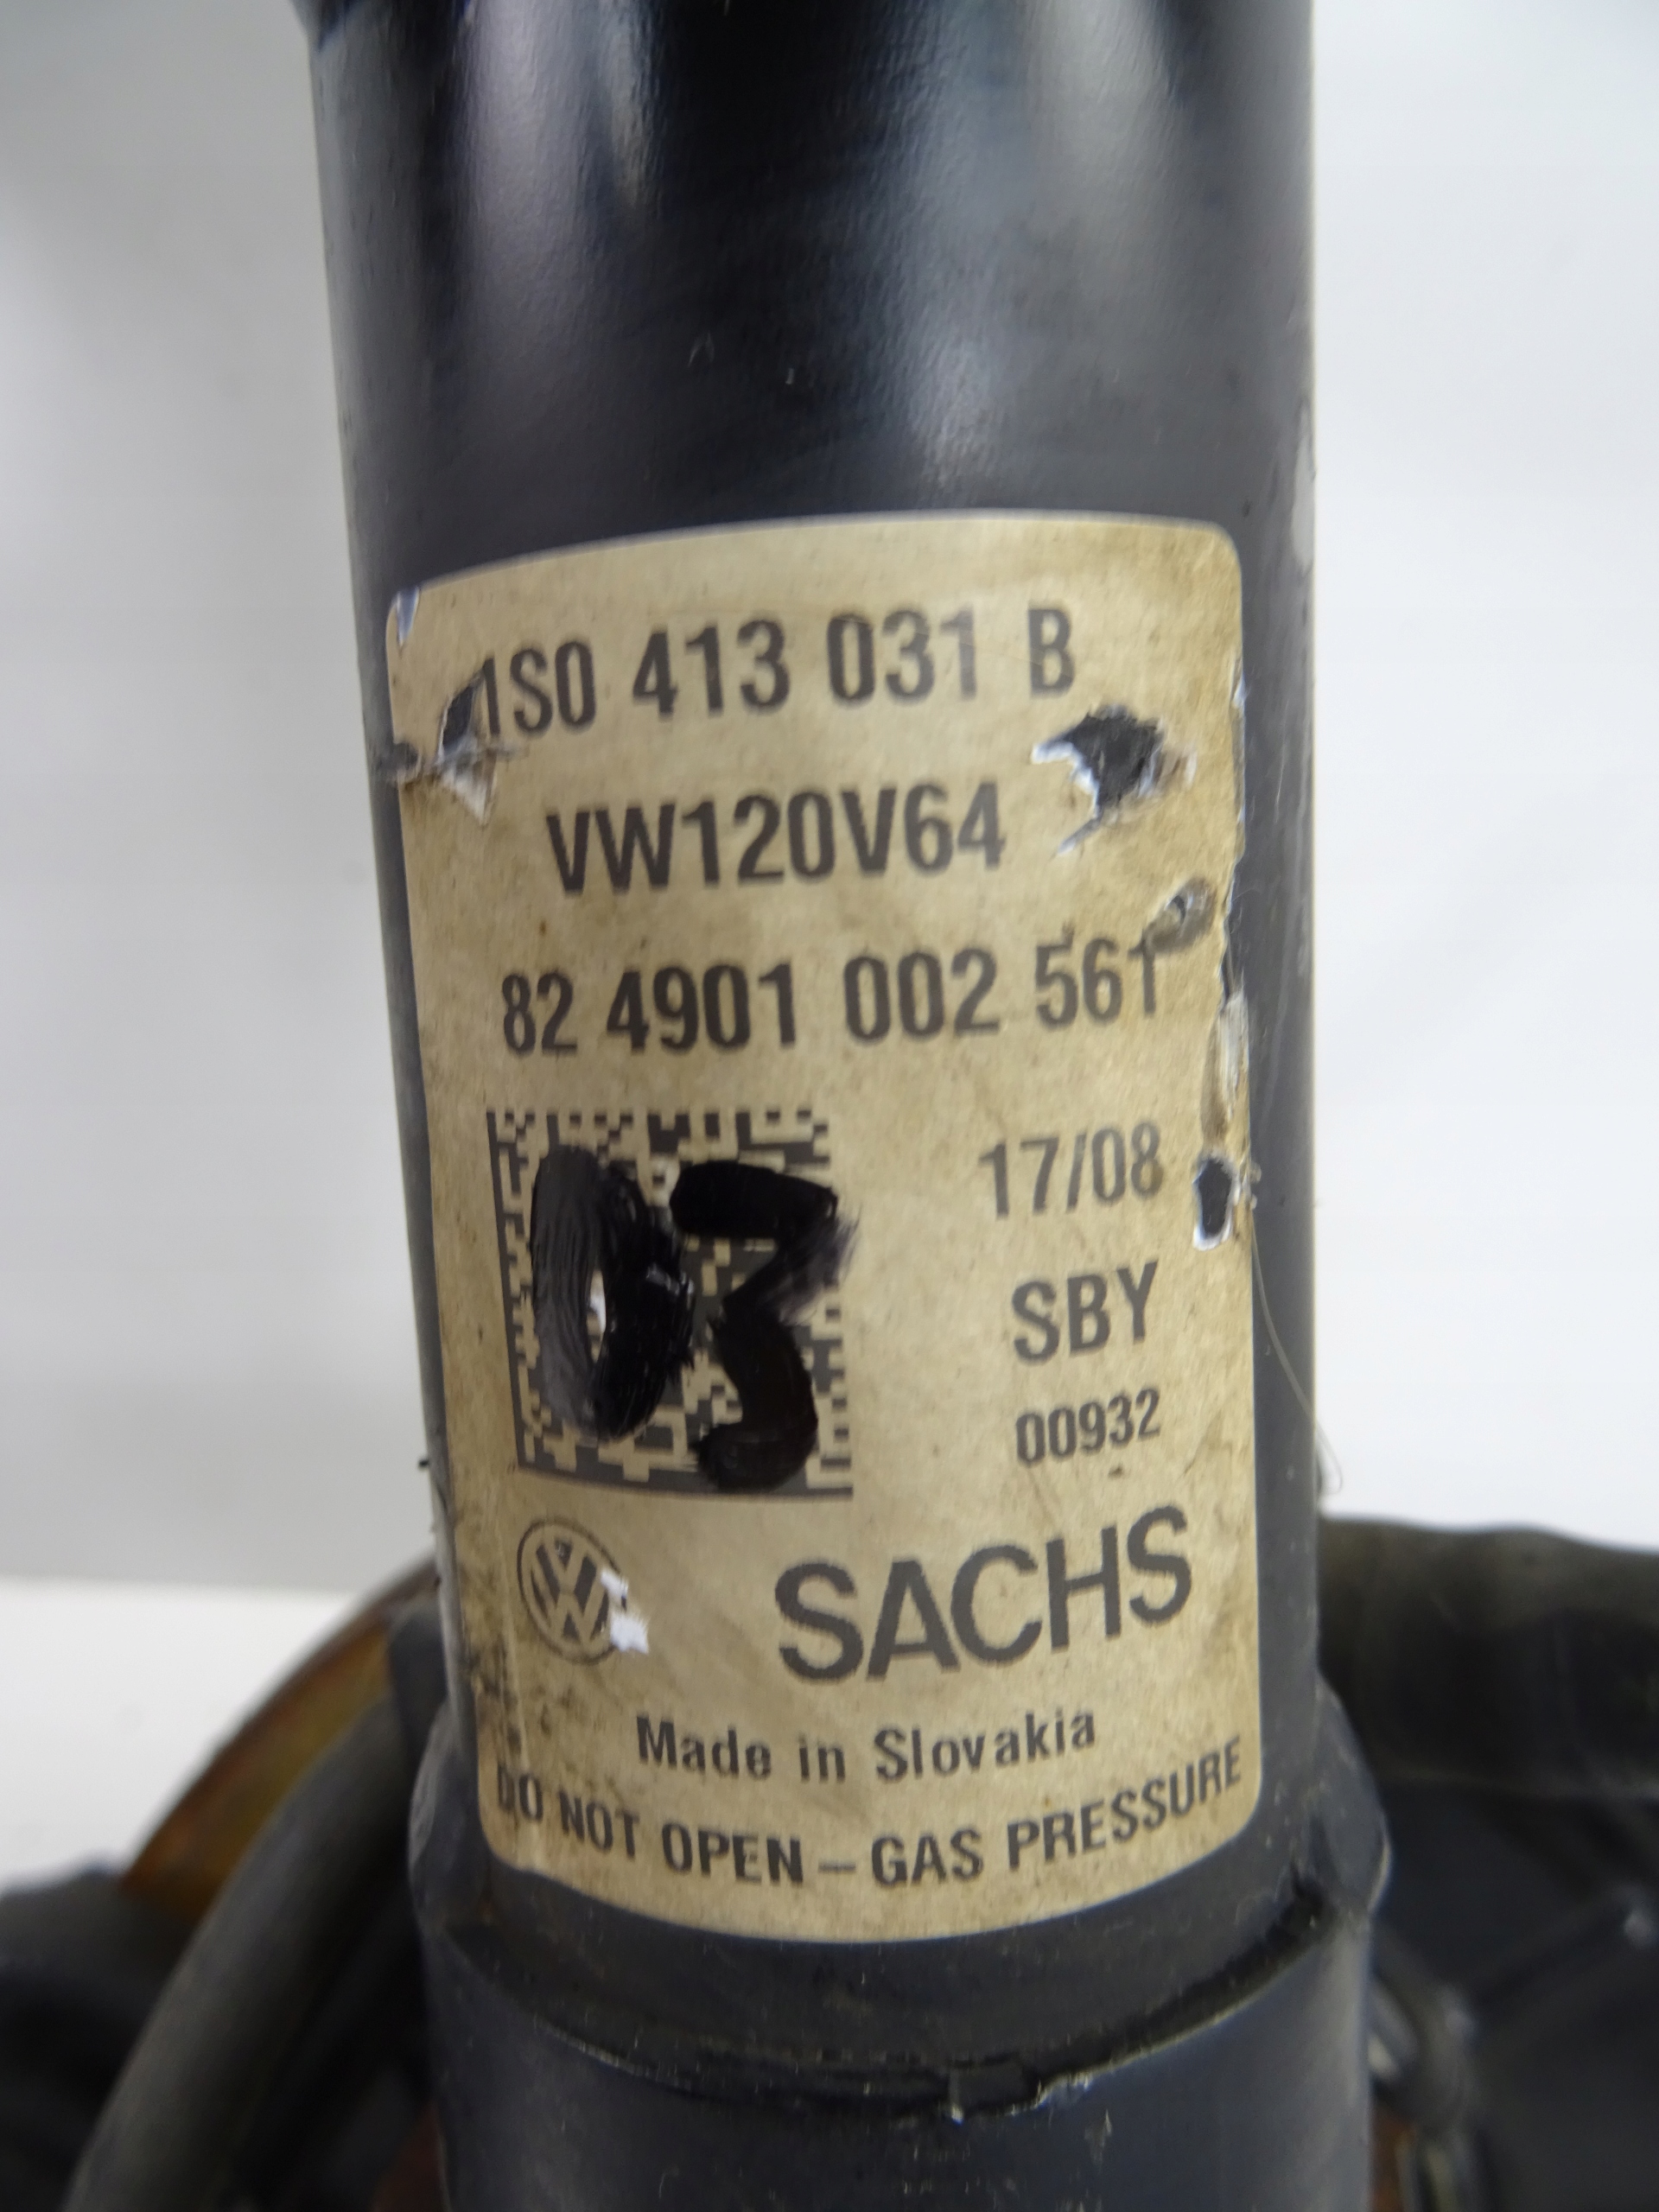 1S0 413 031 B
VW120V64
82 4901 002 561
17/08
SBY
00932
SACHS
Made in Slovakia
DO NOT OPEN – GAS PRESSURE